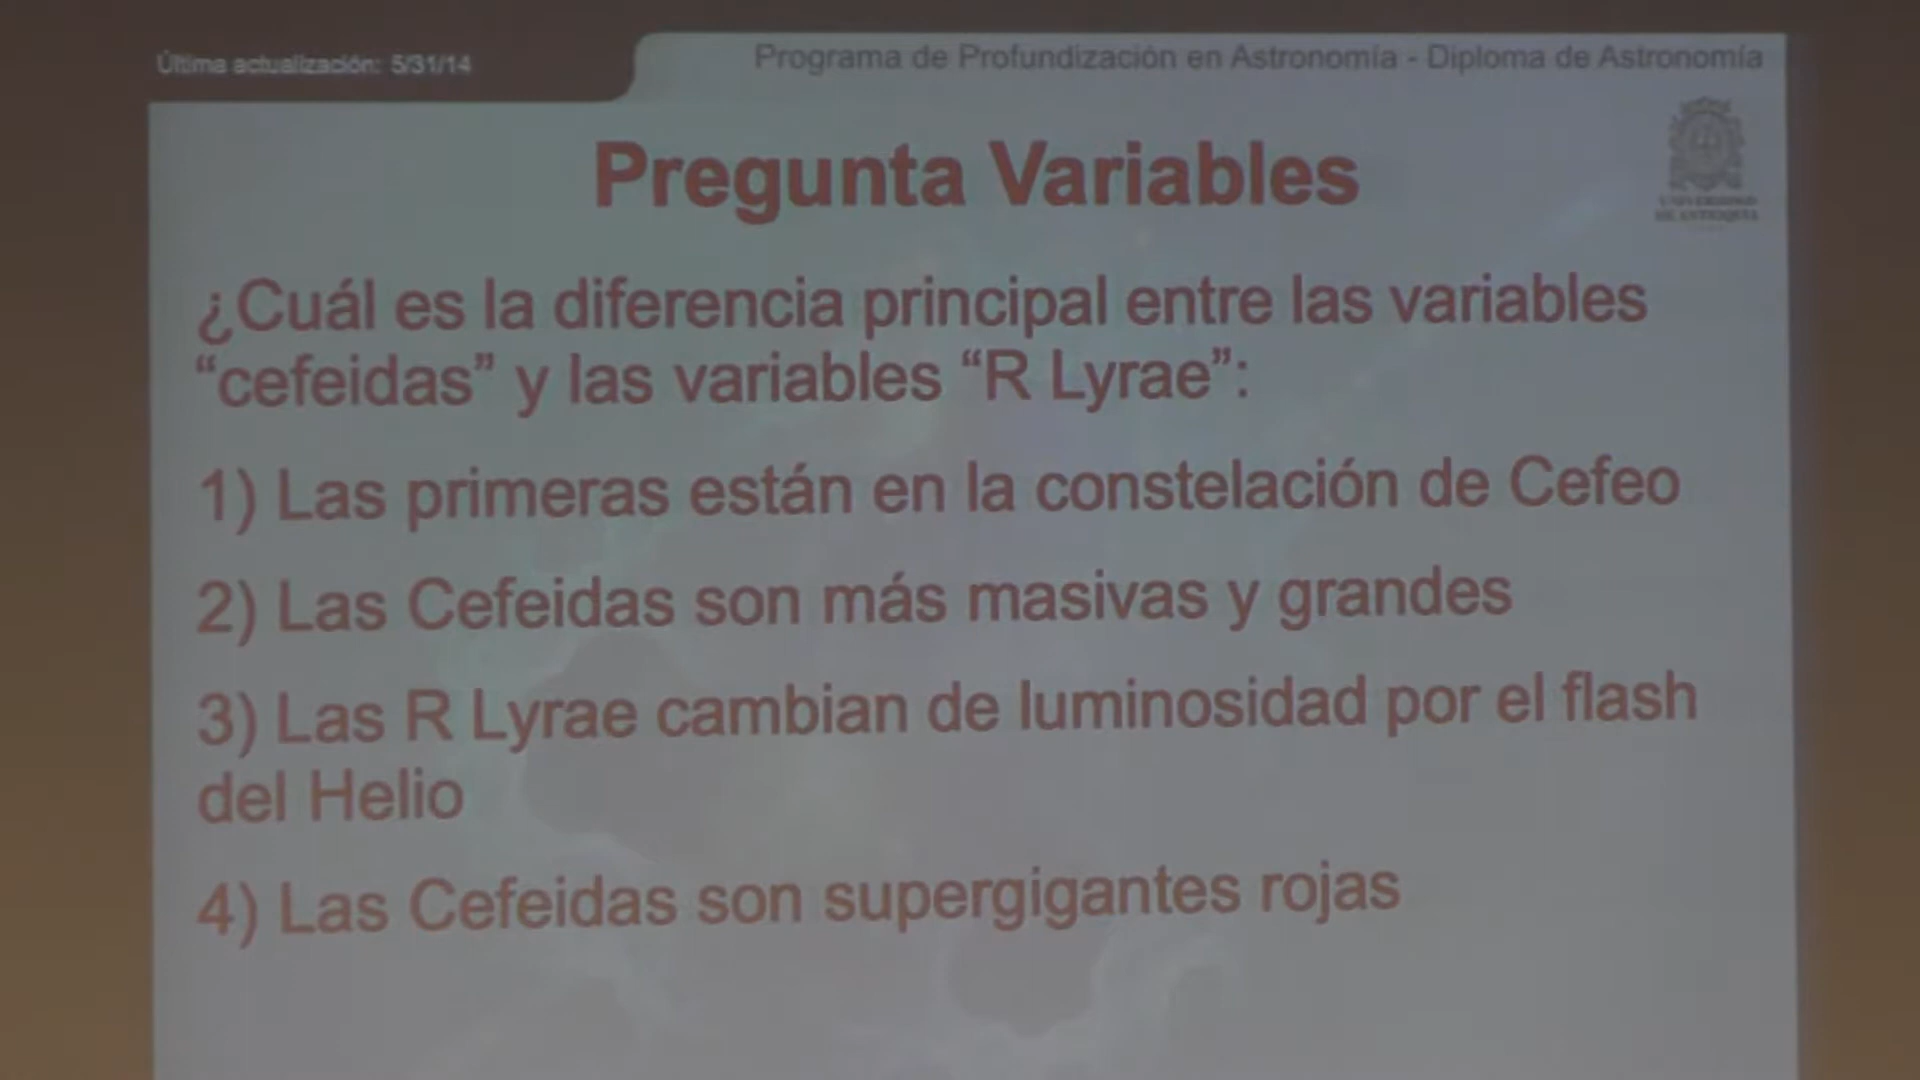 Última actualización: 5/31/14
Programa de Profundización en Astronomía - Diploma de Astronomía
UNIVERSIDAD
DE ANTIOQUIA
Pregunta Variables
¿Cuál es la diferencia principal entre las variables
“cefeidas” y las variables “R Lyrae”:
1) Las primeras están en la constelación de Cefeo
2) Las Cefeidas son más masivas y grandes
3) Las R Lyrae cambian de luminosidad por el flash
del Helio
4) Las Cefeidas son supergigantes rojas